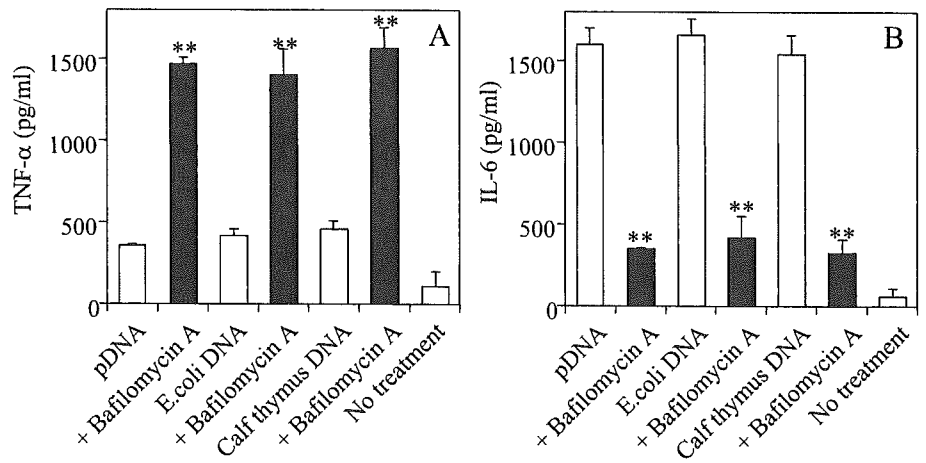 A
TNF-α (pg/ml)
1500
1000
500
0
**
**
**
pDNA
+ Bafilomycin A
E.coli DNA
+ Bafilomycin A
Calf thymus DNA
+ Bafilomycin A
No treatment
B
IL-6 (pg/ml)
1500
1000
500
0
**
**
**
pDNA
+ Bafilomycin A
E.coli DNA
+ Bafilomycin A
Calf thymus DNA
+ Bafilomycin A
No treatment